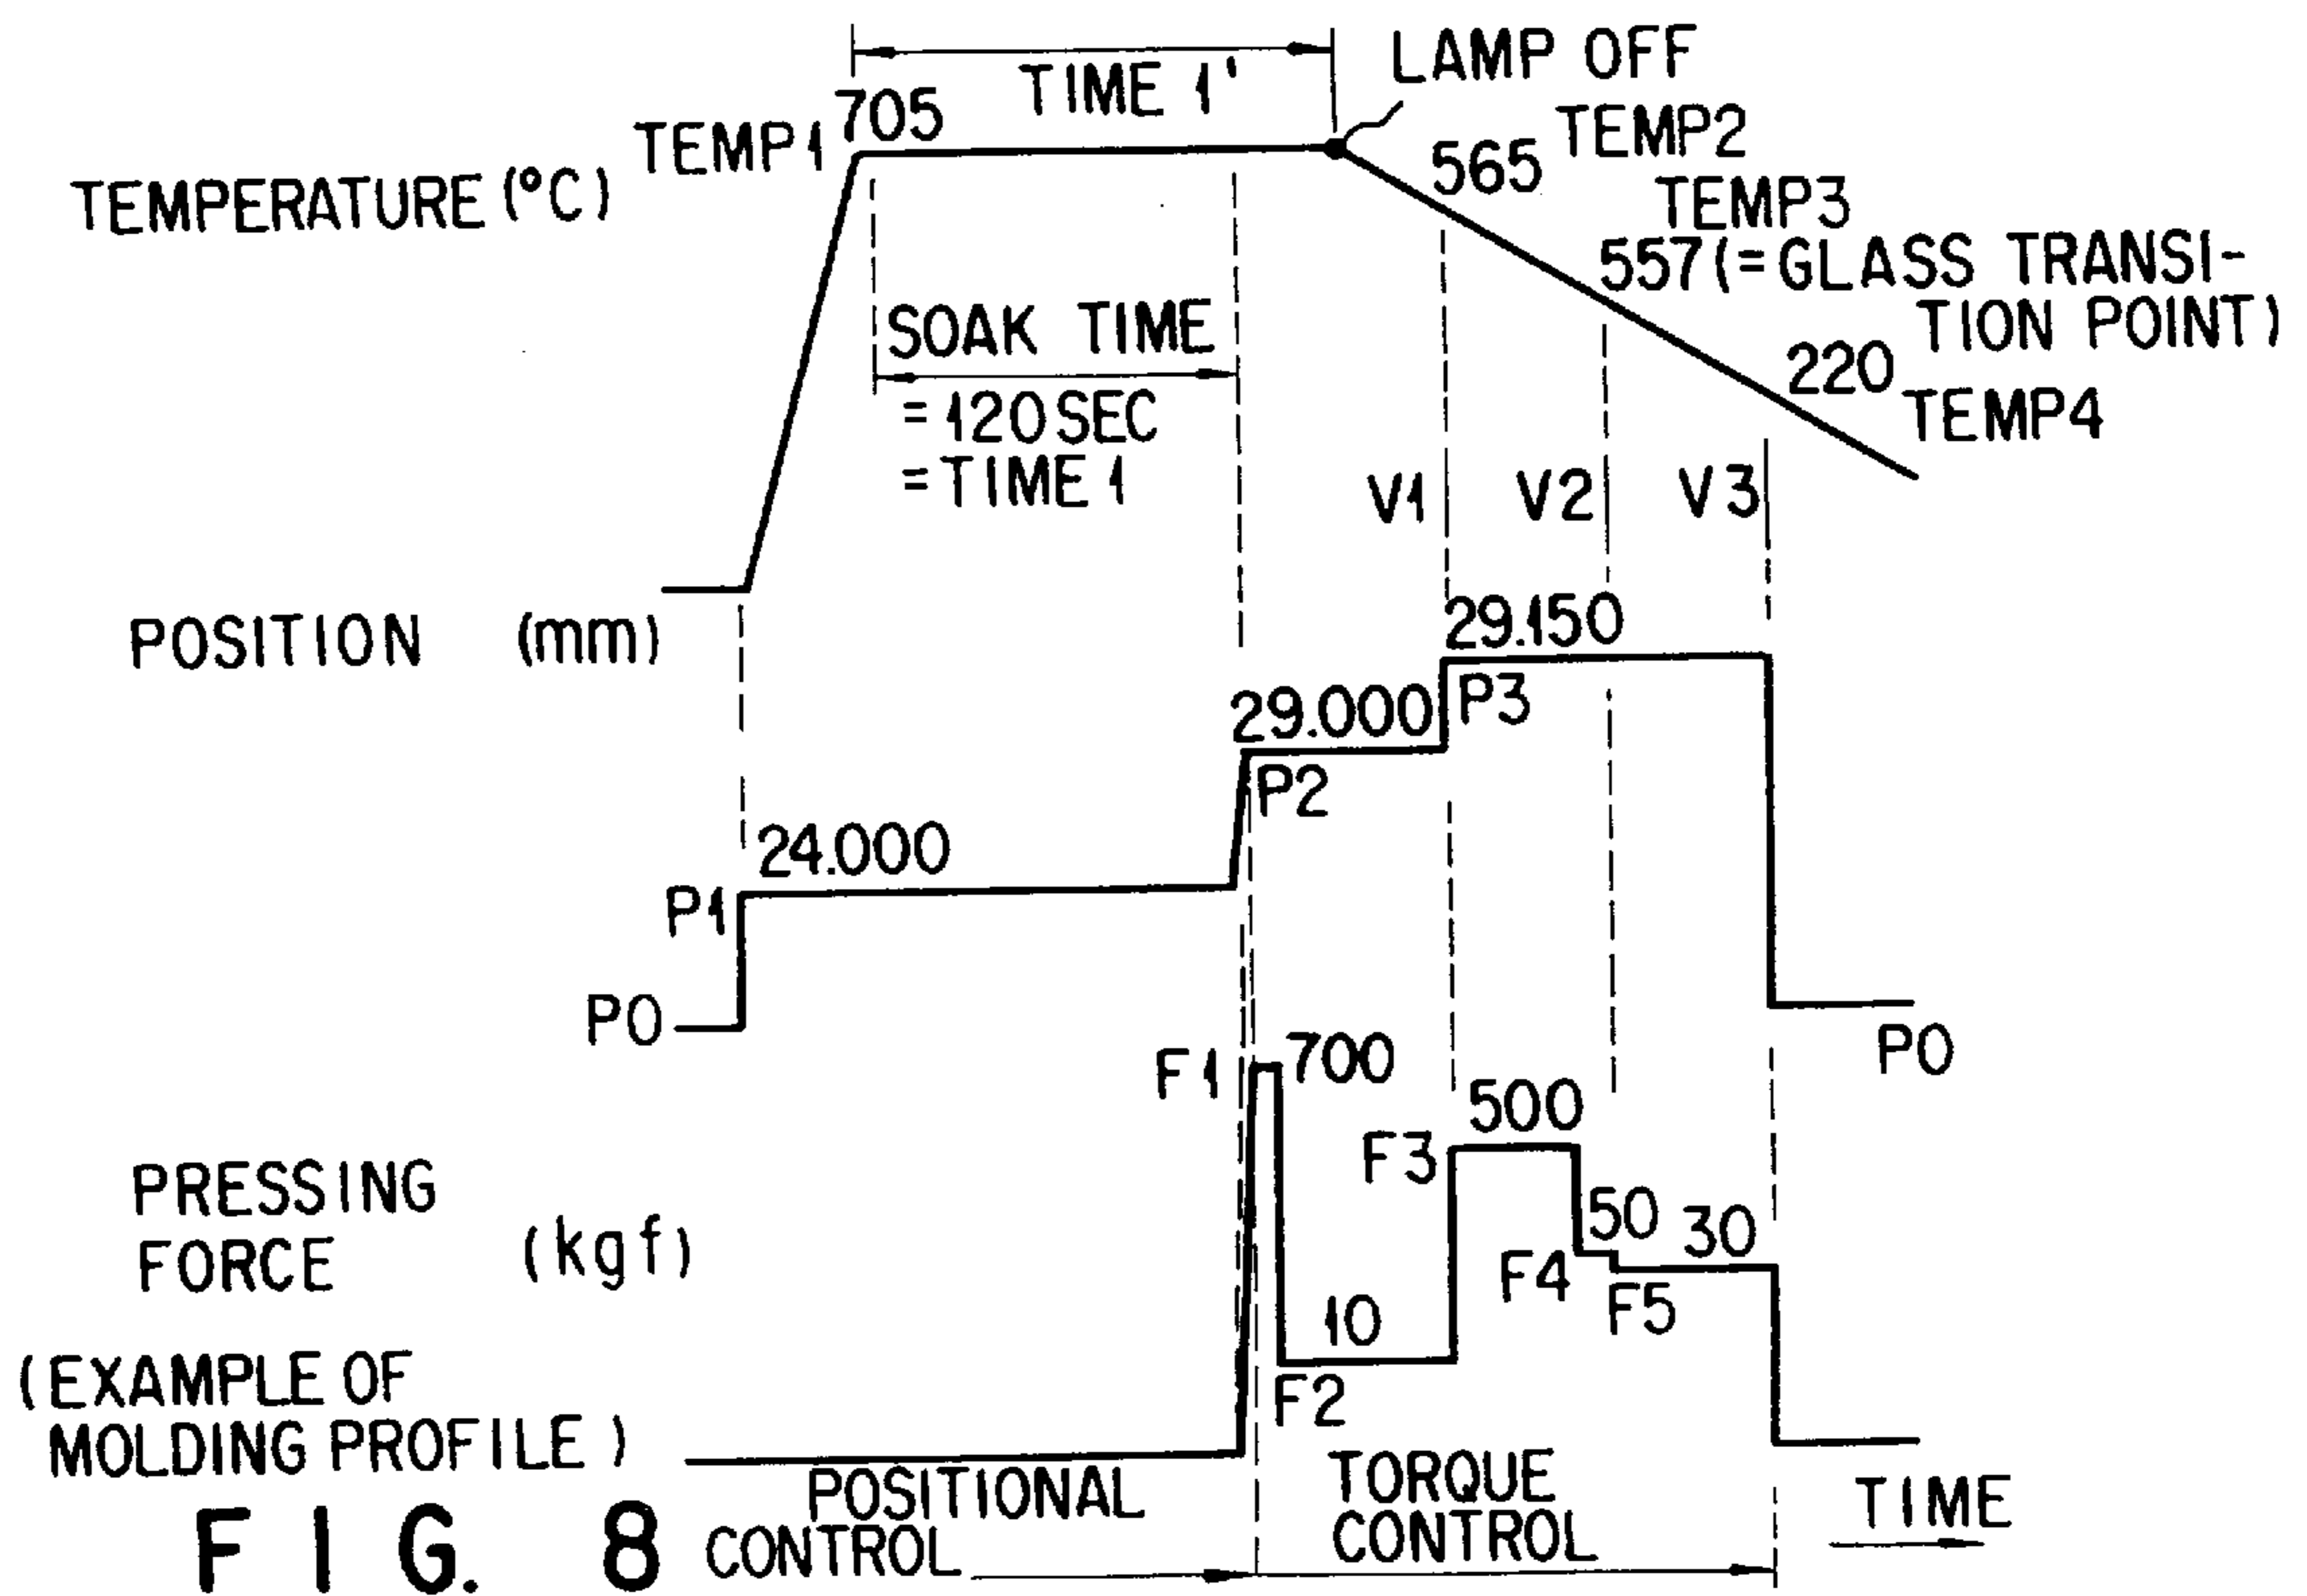 LAMP OFF
TIME 1'
705
TEMP1
TEMP2
565
TEMPERATURE (°C)
TEMP3
557 (= GLASS TRANSI-
TION POINT)
SOAK TIME
= 120 SEC
= TIME 1
220
TEMP4
V1
V2
V3
POSITION (mm)
29.150
P3
29.000
P2
24.000
P1
P0
P0
F1
700
500
F3
PRESSING
FORCE (kgf)
50
30
F4
F5
10
F2
(EXAMPLE OF
MOLDING PROFILE)
POSITIONAL
CONTROL
TORQUE
CONTROL
TIME
FIG. 8